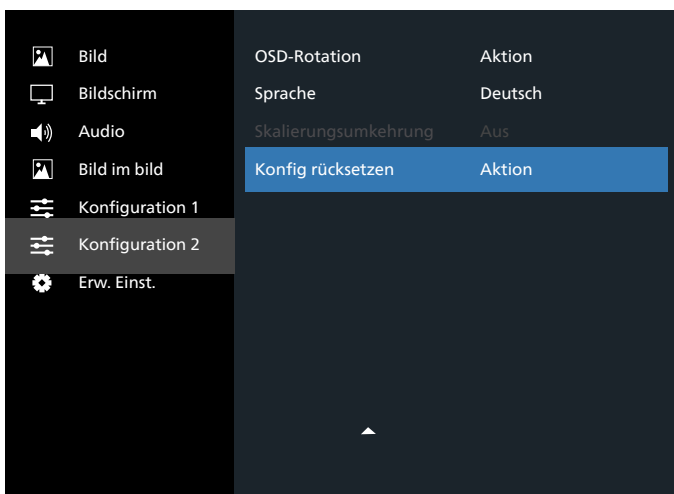 Bild
Bildschirm
Audio
Bild im bild
Konfiguration 1
Konfiguration 2
Erw. Einst.
OSD-Rotation Aktion
Sprache Deutsch
Skalierungsumkehrung Aus
Konfig rücksetzen Aktion